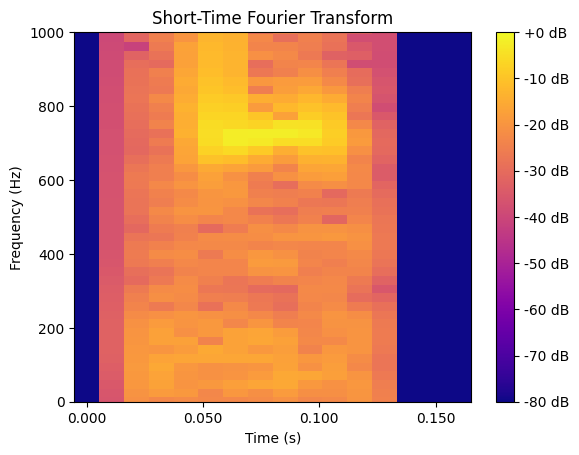 Short-Time Fourier Transform
1000
800
600
400
200
0
Frequency (Hz)
0.000
0.050
0.100
0.150
Time (s)
+0 dB
-10 dB
-20 dB
-30 dB
-40 dB
-50 dB
-60 dB
-70 dB
-80 dB